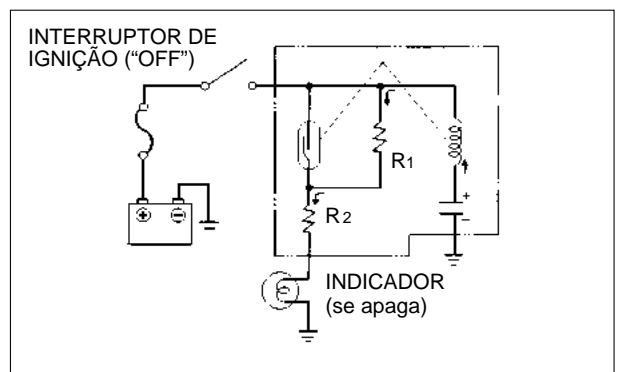 INTERRUPTOR DE
IGNIÇÃO (“OFF”)
R1
R2
+
–
+
–
INDICADOR
(se apaga)